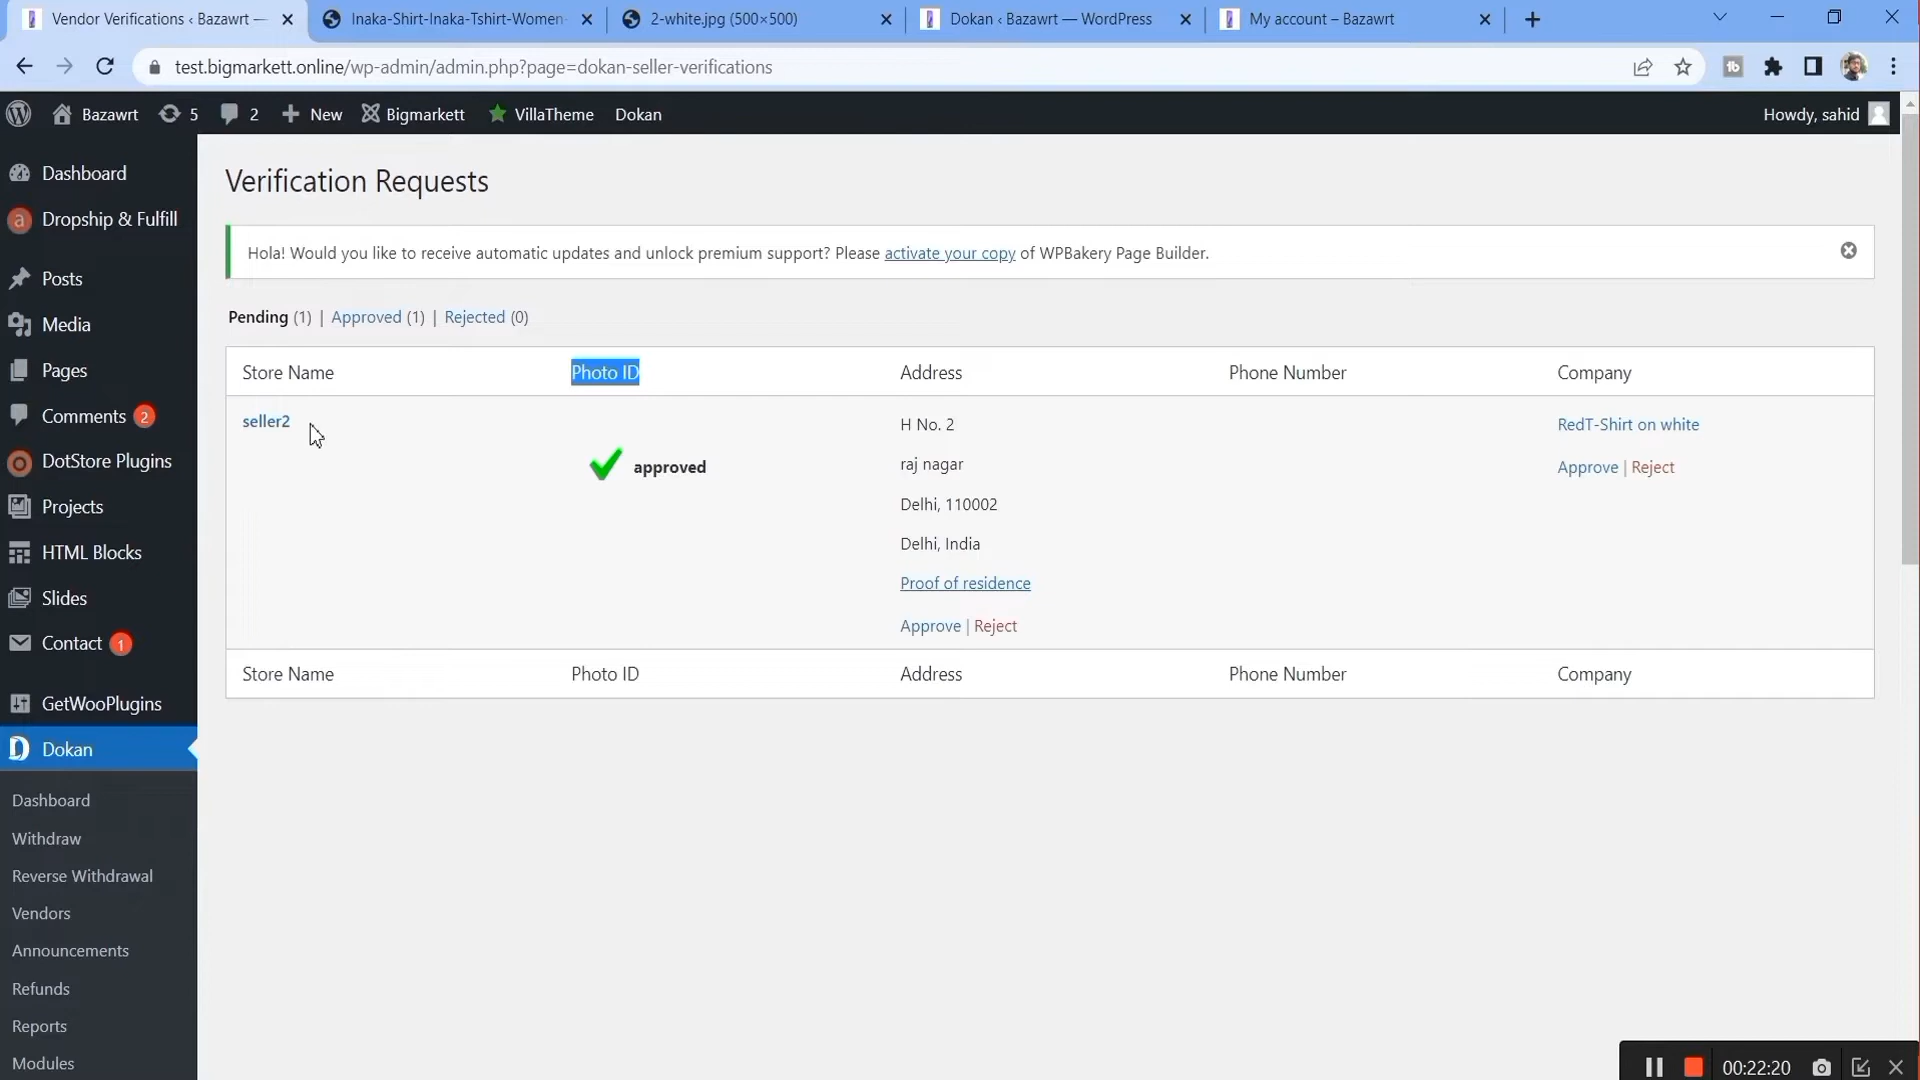 Vendor Verifications ‹ Bazawrt —
Inaka-Shirt-Inaka-Tshirt-Women-
2-white.jpg (500×500)
Dokan ‹ Bazawrt — WordPress
My account – Bazawrt
test.bigmarkett.online/wp-admin/admin.php?page=dokan-seller-verifications
Bazawrt 5 2 New Bigmarkett VillaTheme Dokan Howdy, sahid
Dashboard
Dropship & Fulfill
Posts
Media
Pages
Comments 2
DotStore Plugins
Projects
HTML Blocks
Slides
Contact 1
GetWooPlugins
Dokan
Dashboard
Withdraw
Reverse Withdrawal
Vendors
Announcements
Refunds
Reports
Modules
Verification Requests
Hola! Would you like to receive automatic updates and unlock premium support? Please activate your copy of WPBakery Page Builder.
Pending (1) | Approved (1) | Rejected (0)
Store Name Photo ID Address Phone Number Company
seller2
approved
H No. 2
raj nagar
Delhi, 110002
Delhi, India
Proof of residence
Approve | Reject
RedT-Shirt on white
Approve | Reject
Store Name Photo ID Address Phone Number Company
00:22:20